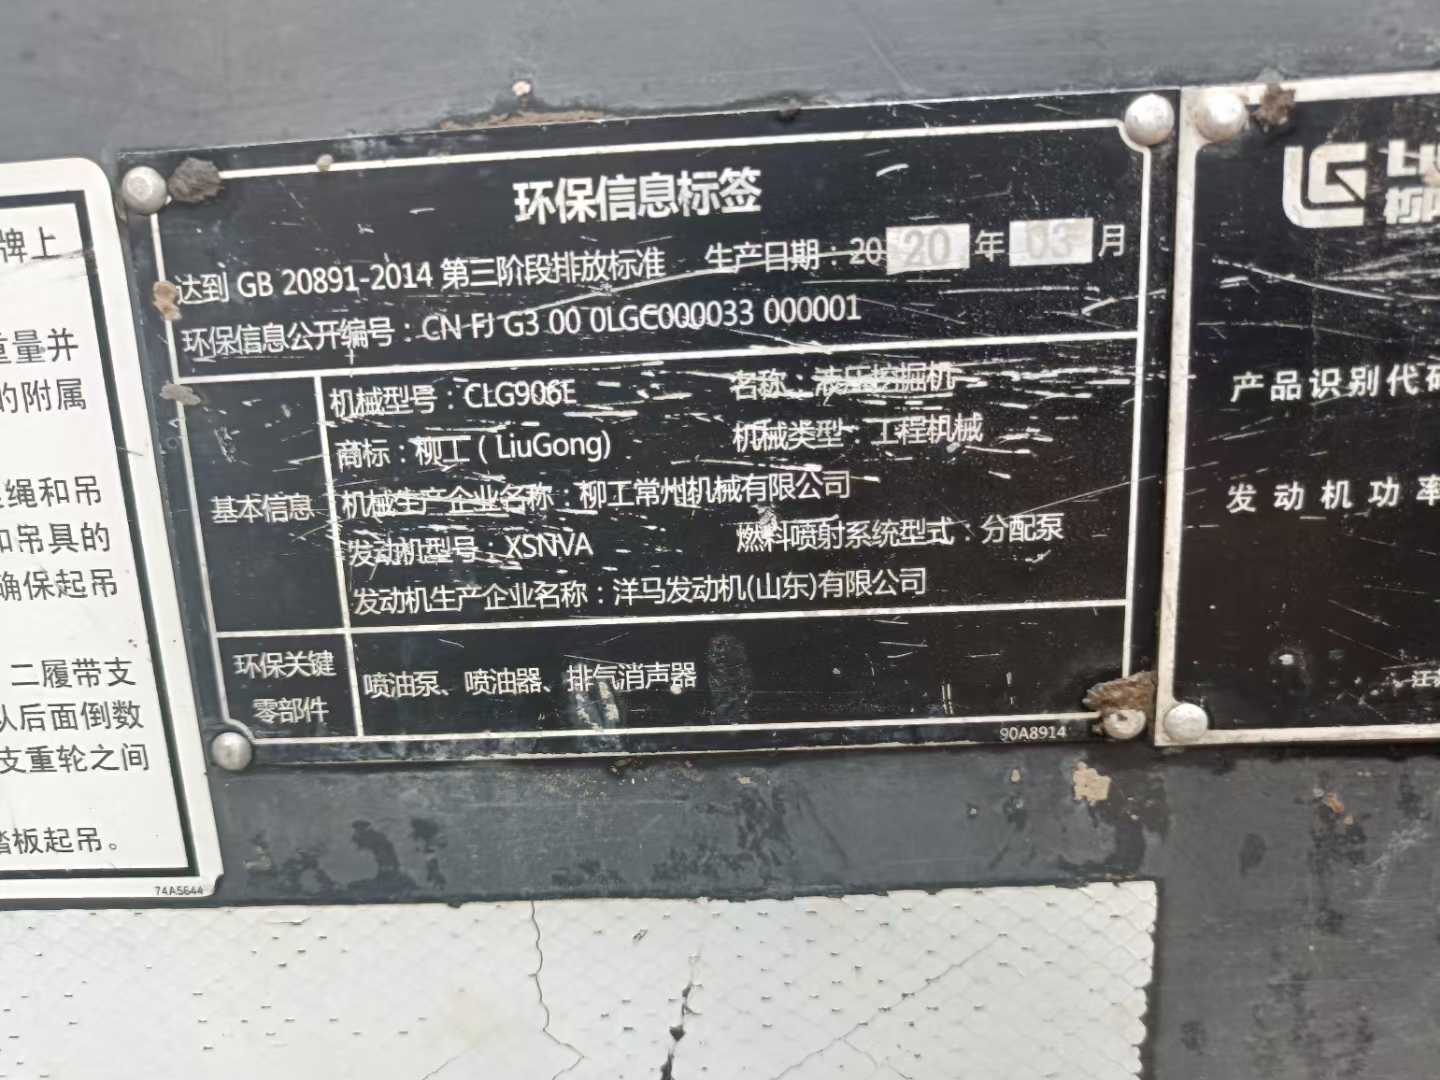 牌上
重量并
的附属
绳和吊
和吊具的
确保起吊
二履带支
从后面倒数
支重轮之间
踏板起吊。
74A5644
环保信息标签
达到 GB 20891-2014 第三阶段排放标准 生产日期：2020年03月
环保信息公开编号：CN FJ G3 00 0LGC000033 000001
基本信息
机械型号：CLG906E 名称：液压挖掘机
商标：柳工（LiuGong) 机械类型：工程机械
机械生产企业名称：柳工常州机械有限公司
发动机型号：XSNVA 燃料喷射系统型式：分配泵
发动机生产企业名称：洋马发动机(山东)有限公司
环保关键
零部件
喷油泵、喷油器、排气消声器
90A8914
产品识别代码
发动机功率